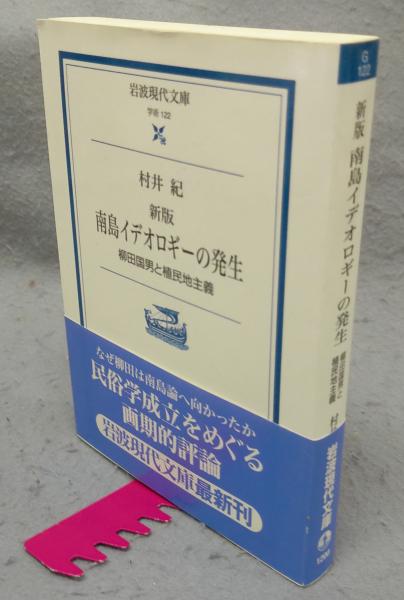 岩波現代文庫
学術 122
村井 紀
新版
南島イデオロギーの発生
柳田国男と植民地主義
なぜ柳田は南島論へ向かったか
民俗学成立をめぐる
画期的評論
岩波現代文庫最新刊
G
122
新版 南島イデオロギーの発生
柳田国男と
植民地主義
村
岩波現代文庫
1200